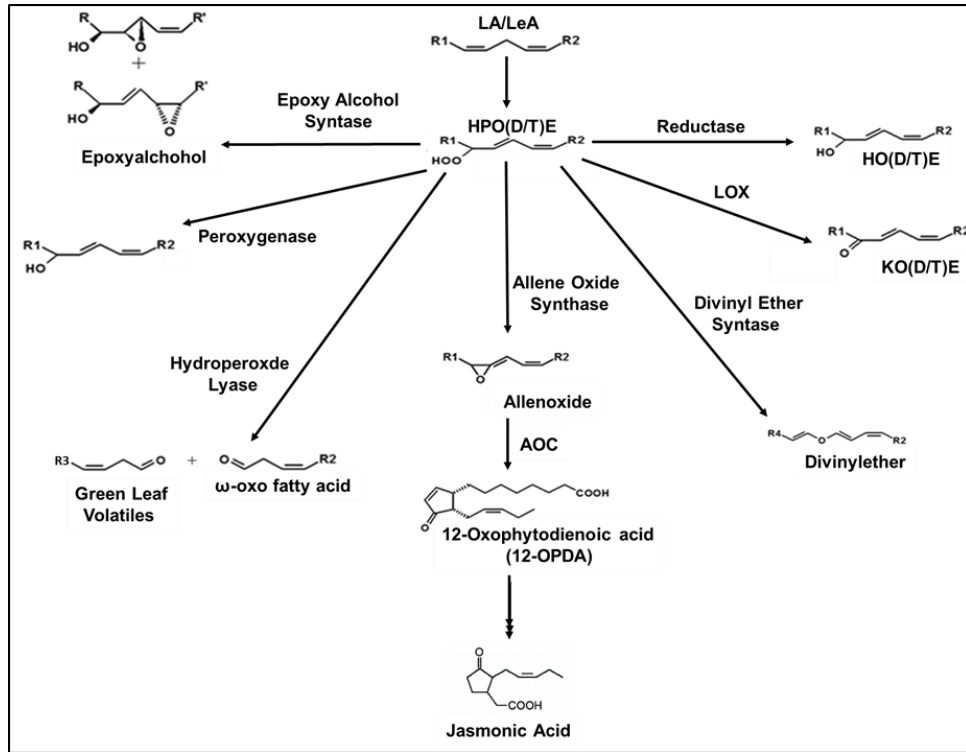 LA/LeA
R1
R2
R
R'
HO
O
+
R
R'
HO
O
Epoxyalchohol
Epoxy Alcohol
Syntase
HPO(D/T)E
R1
R2
HOO
Reductase
R1
R2
HO
HO(D/T)E
LOX
R1
R2
O
KO(D/T)E
Peroxygenase
R1
R2
HO
Allene Oxide
Synthase
Divinyl Ether
Syntase
Hydroperoxde
Lyase
R1
R2
O
Allenoxide
AOC
R4
O
R2
Divinylether
R3
O
+
O
R2
Green Leaf
Volatiles
ω-oxo fatty acid
COOH
O
12-Oxophytodienoic acid
(12-OPDA)
O
COOH
Jasmonic Acid